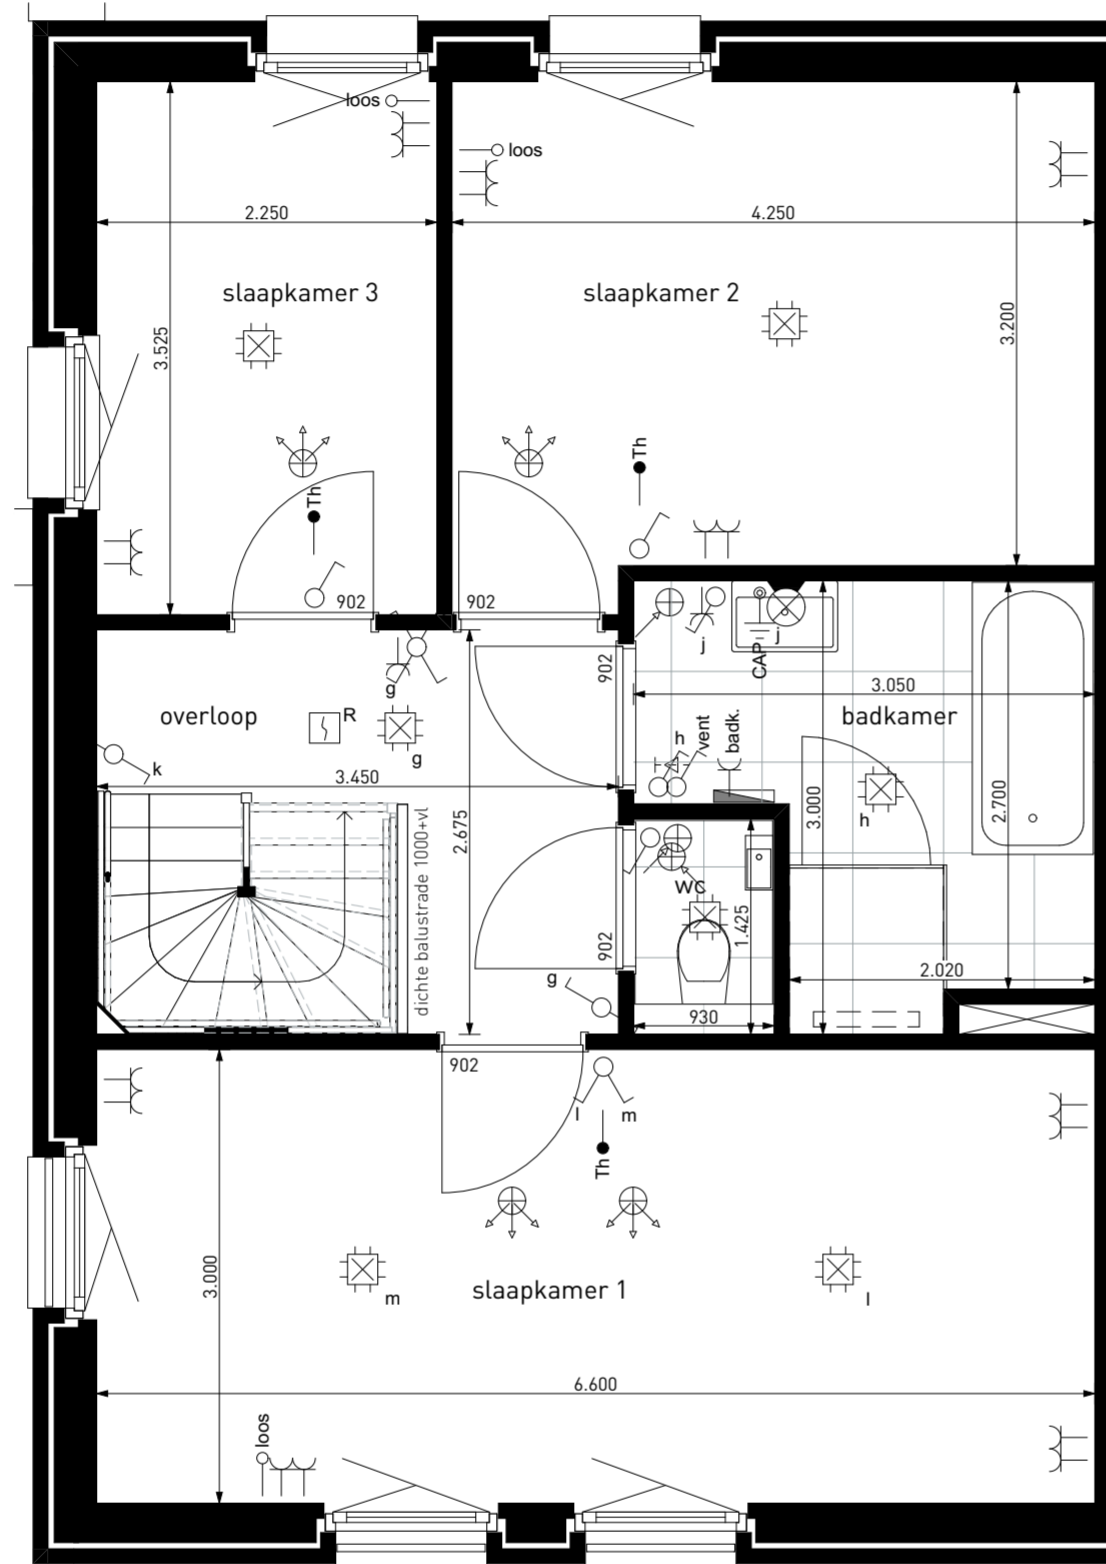 loos
loos
2.250
4.250
slaapkamer 3
slaapkamer 2
3.525
3.200
Th
Th
902
902
902
j
CAP
j
g
3.050
overloop
R
g
badkamer
h
vent
badk.
k
3.450
2.675
dichte balustrade 1000+vl
3.000
h
2.700
WC
1.425
902
g
2.020
930
902
l
m
Th
3.000
m
slaapkamer 1
l
6.600
loos